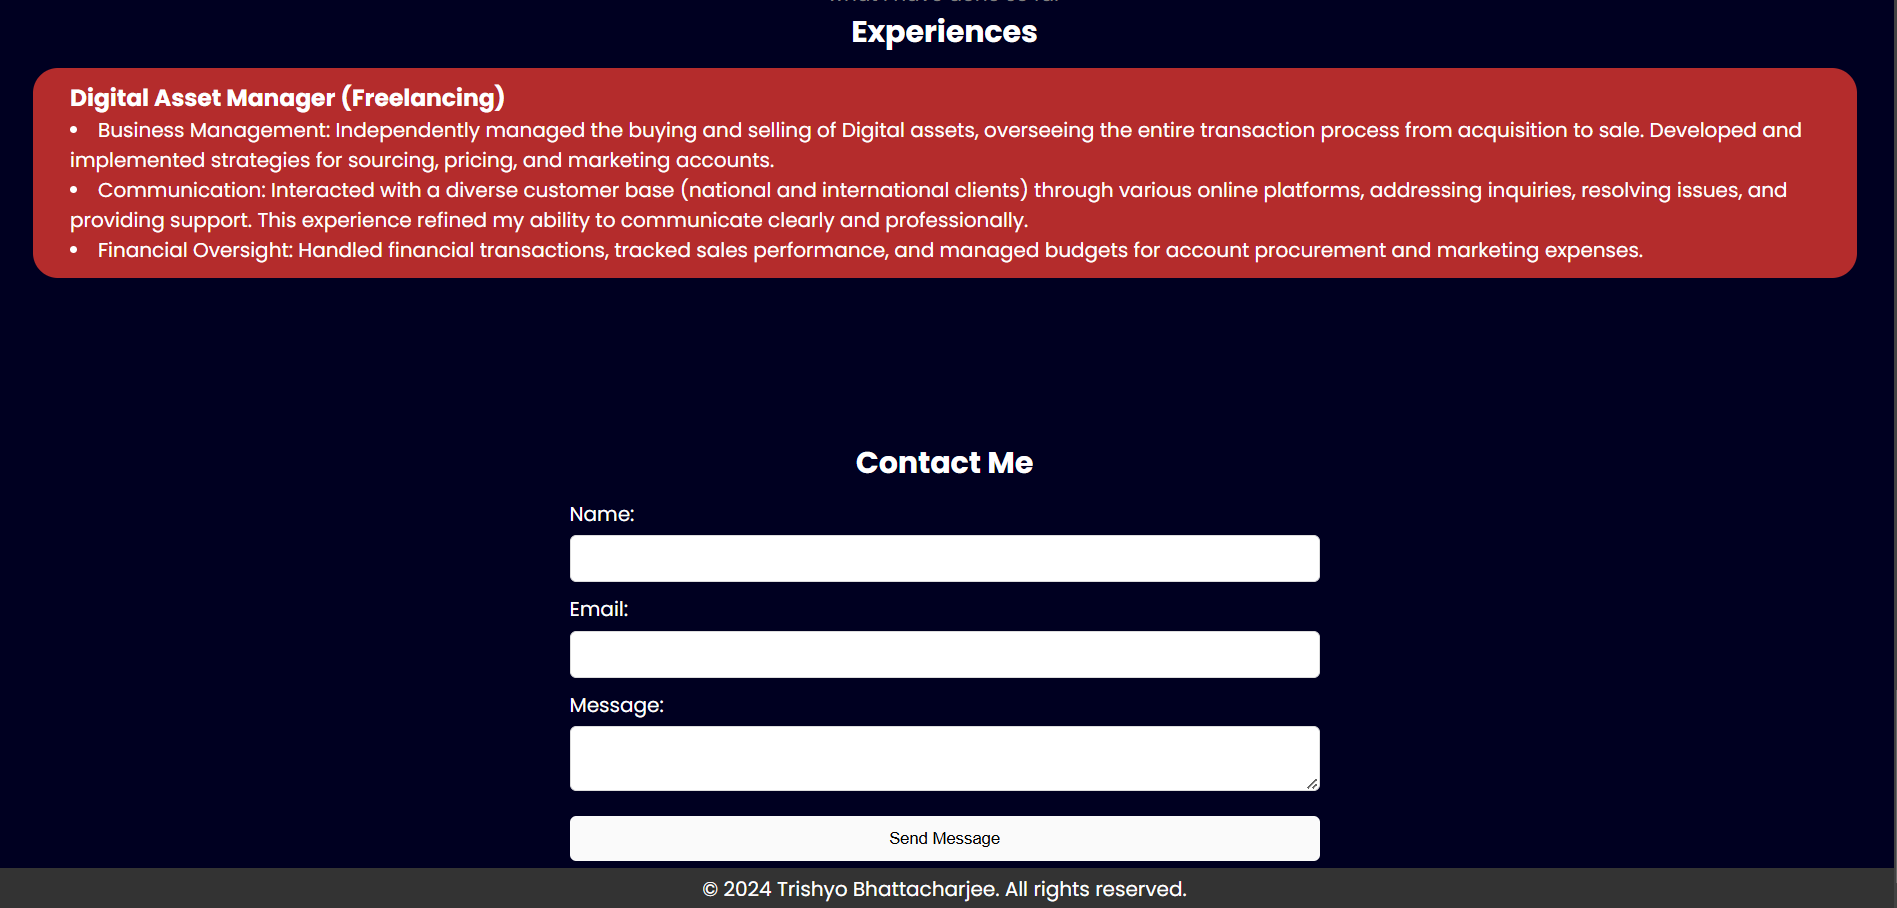 Experiences
Digital Asset Manager (Freelancing)
• Business Management: Independently managed the buying and selling of Digital assets, overseeing the entire transaction process from acquisition to sale. Developed and
implemented strategies for sourcing, pricing, and marketing accounts.
• Communication: Interacted with a diverse customer base (national and international clients) through various online platforms, addressing inquiries, resolving issues, and
providing support. This experience refined my ability to communicate clearly and professionally.
• Financial Oversight: Handled financial transactions, tracked sales performance, and managed budgets for account procurement and marketing expenses.
Contact Me
Name:
Email:
Message:
Send Message
© 2024 Trishyo Bhattacharjee. All rights reserved.